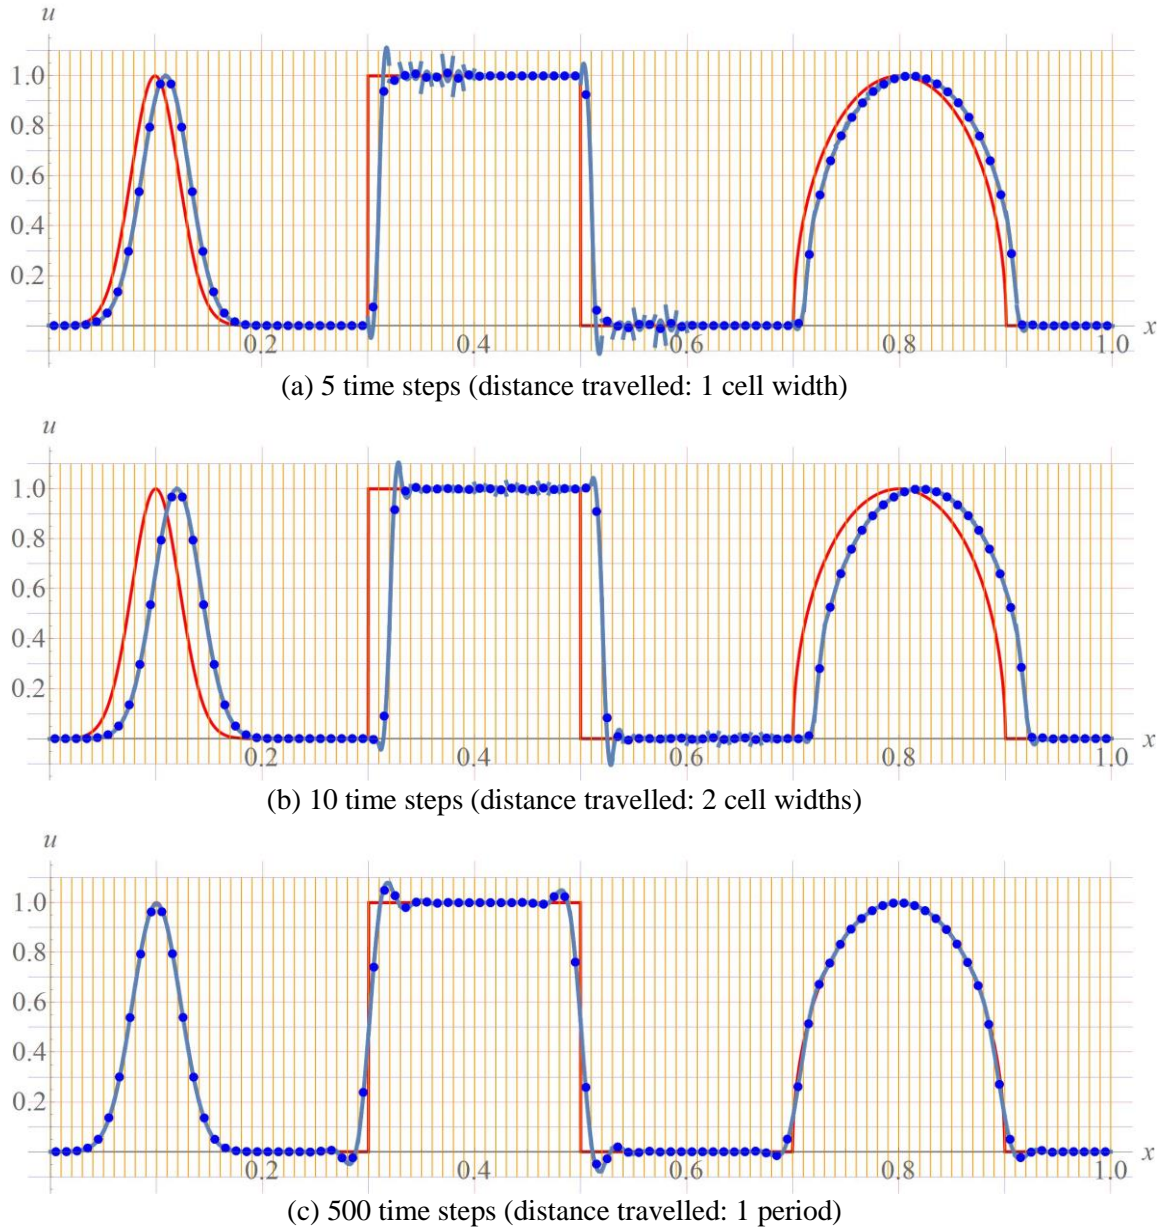 u
1.0
0.8
0.6
0.4
0.2
0.2 0.4 0.6 0.8 1.0 x
(a) 5 time steps (distance travelled: 1 cell width)
u
1.0
0.8
0.6
0.4
0.2
0.2 0.4 0.6 0.8 1.0 x
(b) 10 time steps (distance travelled: 2 cell widths)
u
1.0
0.8
0.6
0.4
0.2
0.2 0.4 0.6 0.8 1.0 x
(c) 500 time steps (distance travelled: 1 period)